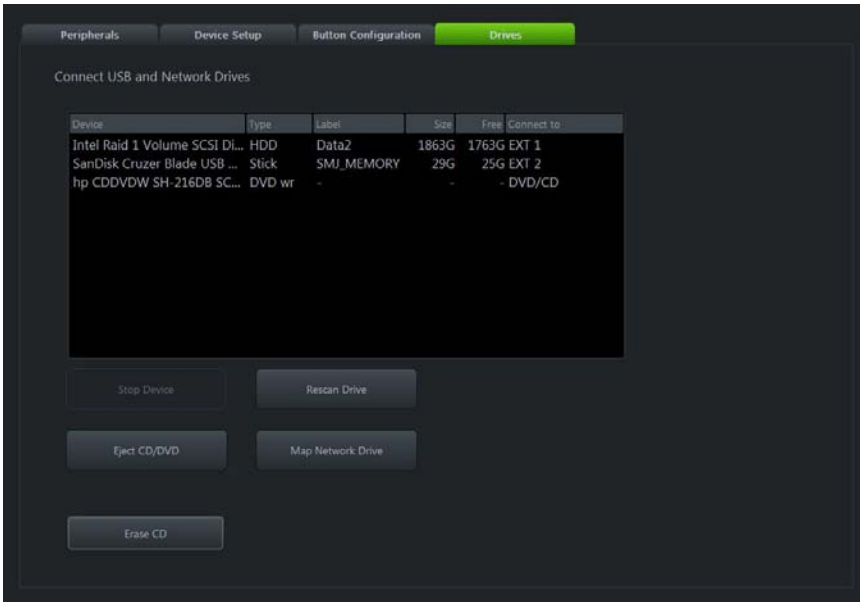 Peripherals Device Setup Button Configuration Drives
Connect USB and Network Drives
Device Type Label Size Free Connect to
Intel Raid 1 Volume SCSI Di... HDD Data2 1863G 1763G EXT 1
SanDisk Cruzer Blade USB ... Stick SMJ_MEMORY 29G 25G EXT 2
hp CDDVDW SH-216DB SC... DVD wr - - - DVD/CD
Stop Device Rescan Drive
Eject CD/DVD Map Network Drive
Erase CD